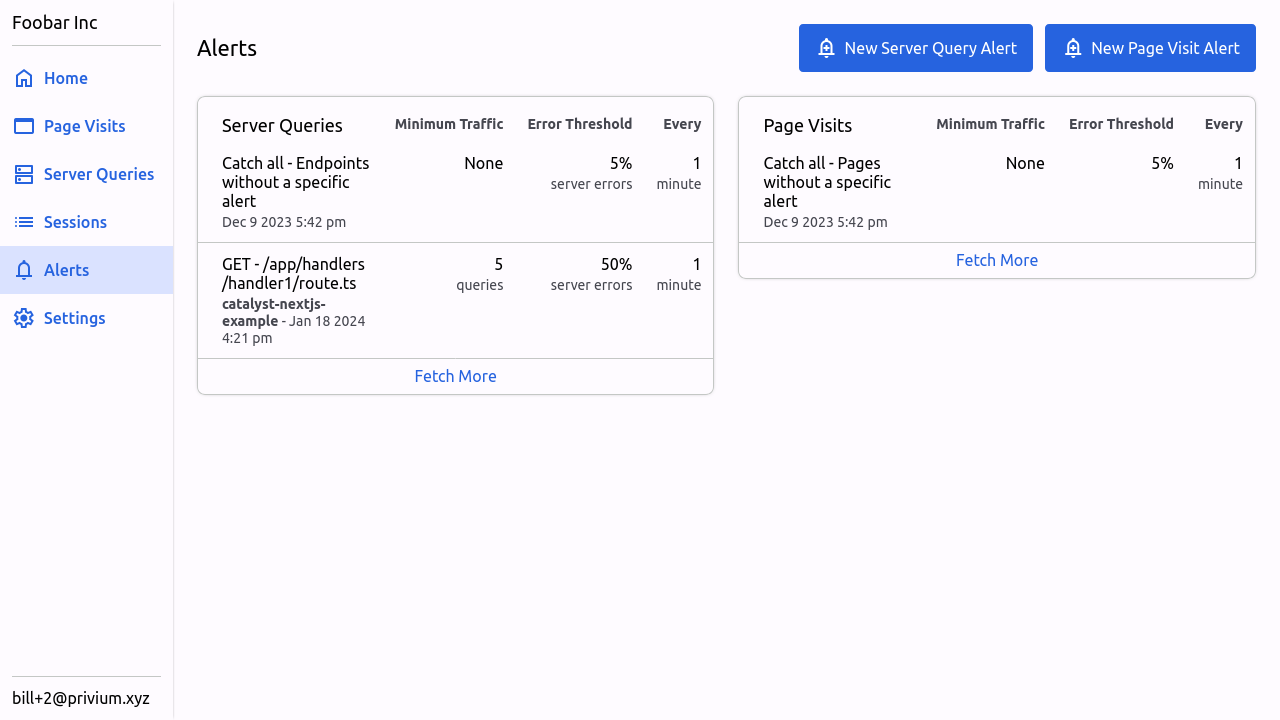 Foobar Inc
Home
Page Visits
Server Queries
Sessions
Alerts
Settings
bill+2@privium.xyz
Alerts
New Server Query Alert
New Page Visit Alert
Server Queries Minimum Traffic Error Threshold Every
Catch all - Endpoints None 5% 1
without a specific server errors minute
alert
Dec 9 2023 5:42 pm
GET - /app/handlers 5 50% 1
/handler1/route.ts queries server errors minute
catalyst-nextjs-
example - Jan 18 2024
4:21 pm
Fetch More
Page Visits Minimum Traffic Error Threshold Every
Catch all - Pages None 5% 1
without a specific minute
alert
Dec 9 2023 5:42 pm
Fetch More